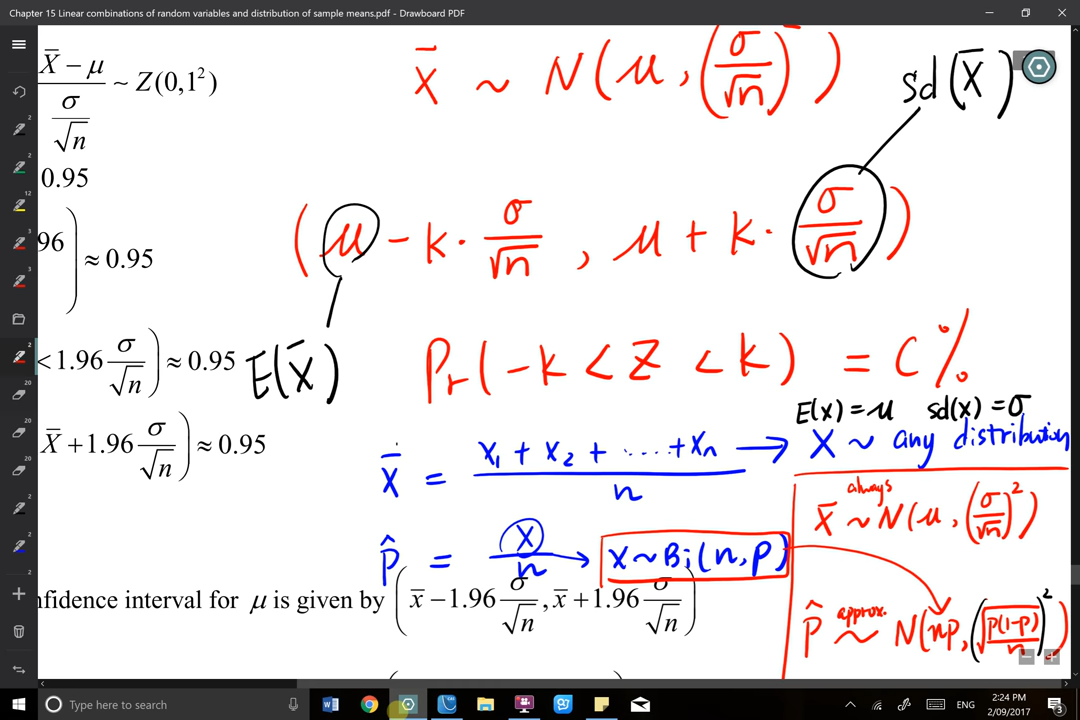 Chapter 15 Linear combinations of random variables and distribution of sample means.pdf - Drawboard PDF
X̄ − μ / σ/√n ~ Z(0,1²)
X̄ ~ N(μ, (σ/√n)²)
sd(X̄)
0.95
96) ≈ 0.95
(μ − k · σ/√n , μ + k · σ/√n)
<1.96 σ/√n) ≈ 0.95
E(X̄)
Pr(−k < Z < k) = C%
E(X) = μ sd(X) = σ
X̄ + 1.96 σ/√n) ≈ 0.95
X̄ = X₁ + X₂ + ..... + Xn / n → X ~ any distribution
always
X̄ ~ N(μ, (σ/√n)²)
p̂ = X/n → X ~ Bi(n, p)
nfidence interval for μ is given by (x̄ − 1.96 σ/√n, x̄ + 1.96 σ/√n)
approx.
p̂ ~ N(np, (√p(1-p)/n)²)
Type here to search
ENG
2:24 PM
2/09/2017